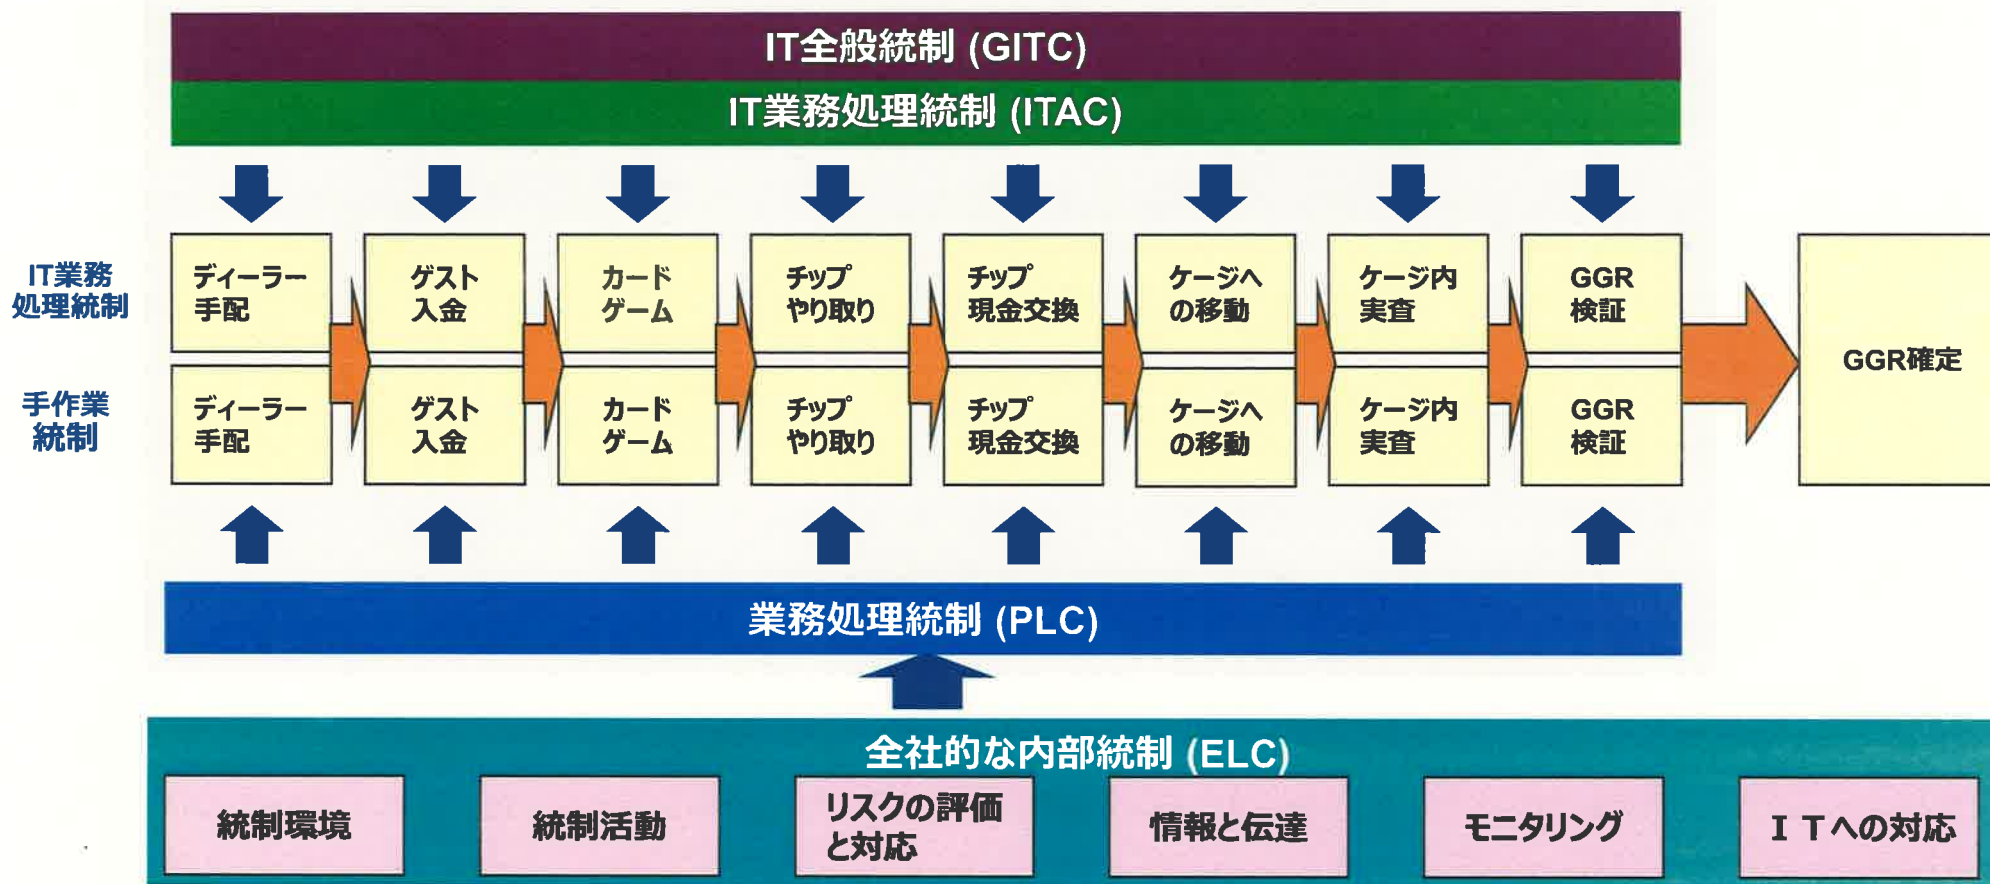 IT全般統制 (GITC)
IT業務処理統制 (ITAC)
IT業務
処理統制
ディーラー
手配
ゲスト
入金
カード
ゲーム
チップ
やり取り
チップ
現金交換
ケージへ
の移動
ケージ内
実査
GGR
検証
GGR確定
手作業
統制
ディーラー
手配
ゲスト
入金
カード
ゲーム
チップ
やり取り
チップ
現金交換
ケージへ
の移動
ケージ内
実査
GGR
検証
業務処理統制 (PLC)
全社的な内部統制 (ELC)
統制環境
統制活動
リスクの評価
と対応
情報と伝達
モニタリング
ＩＴへの対応